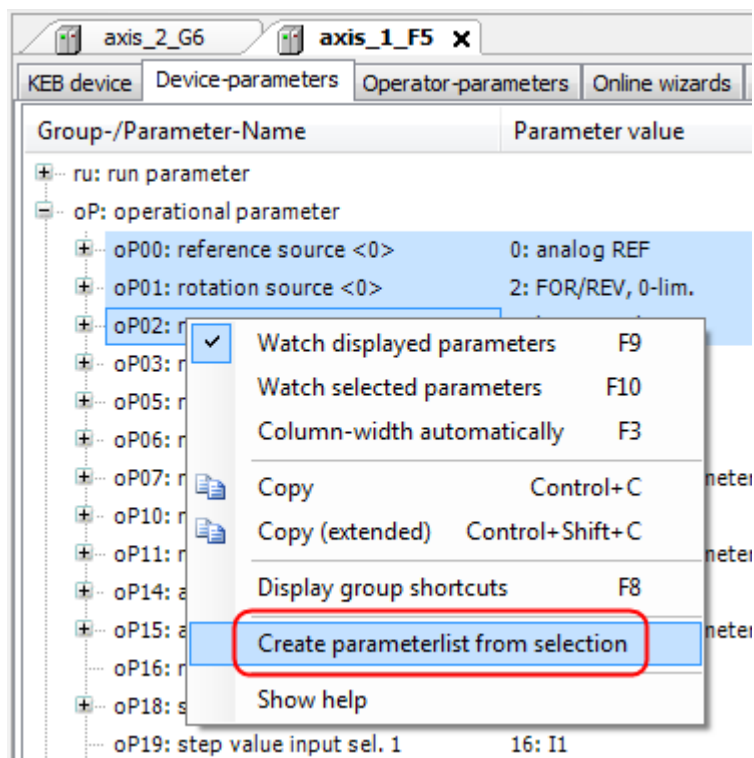 axis_2_G6 axis_1_F5 x
KEB device Device-parameters Operator-parameters Online wizards
Group-/Parameter-Name Parameter value
ru: run parameter
oP: operational parameter
oP00: reference source <0> 0: analog REF
oP01: rotation source <0> 2: FOR/REV, 0-lim.
oP02: r
Watch displayed parameters F9
oP03: r
Watch selected parameters F10
oP05: r
Column-width automatically F3
oP06: r
oP07: r
Copy Control+C
oP10: r
Copy (extended) Control+Shift+C
oP11: r
Display group shortcuts F8
oP14: a
oP15: a
Create parameterlist from selection
oP16: r
Show help
oP18: s
oP19: step value input sel. 1 16: I1